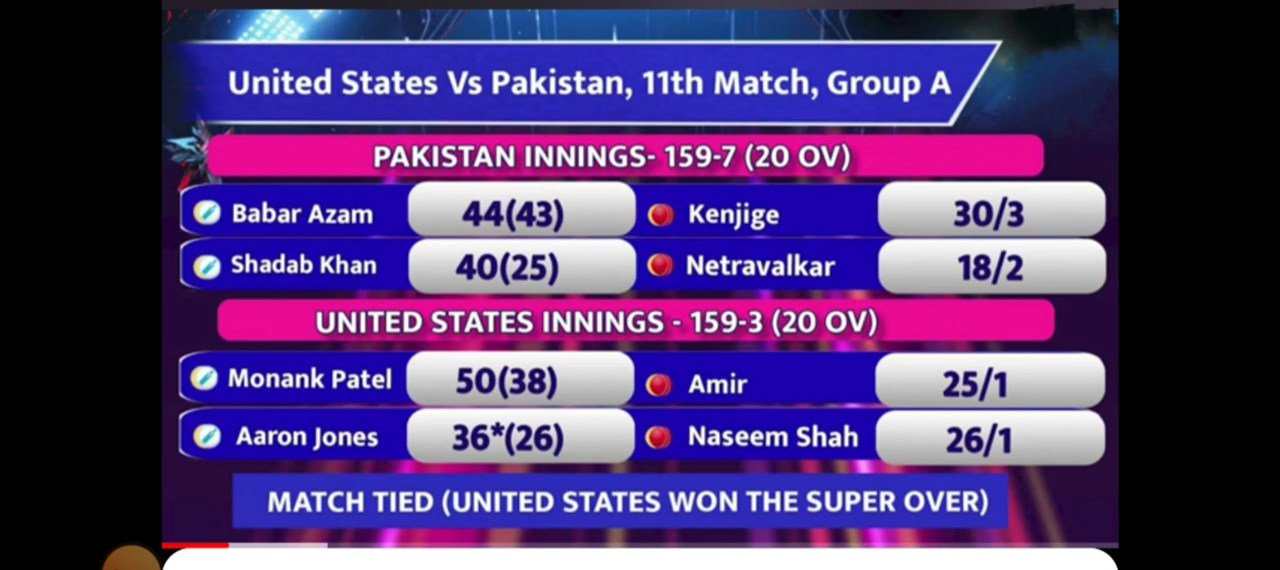 United States Vs Pakistan, 11th Match, Group A
PAKISTAN INNINGS- 159-7 (20 OV)
Babar Azam 44(43) Kenjige 30/3
Shadab Khan 40(25) Netravalkar 18/2
UNITED STATES INNINGS - 159-3 (20 OV)
Monank Patel 50(38) Amir 25/1
Aaron Jones 36*(26) Naseem Shah 26/1
MATCH TIED (UNITED STATES WON THE SUPER OVER)